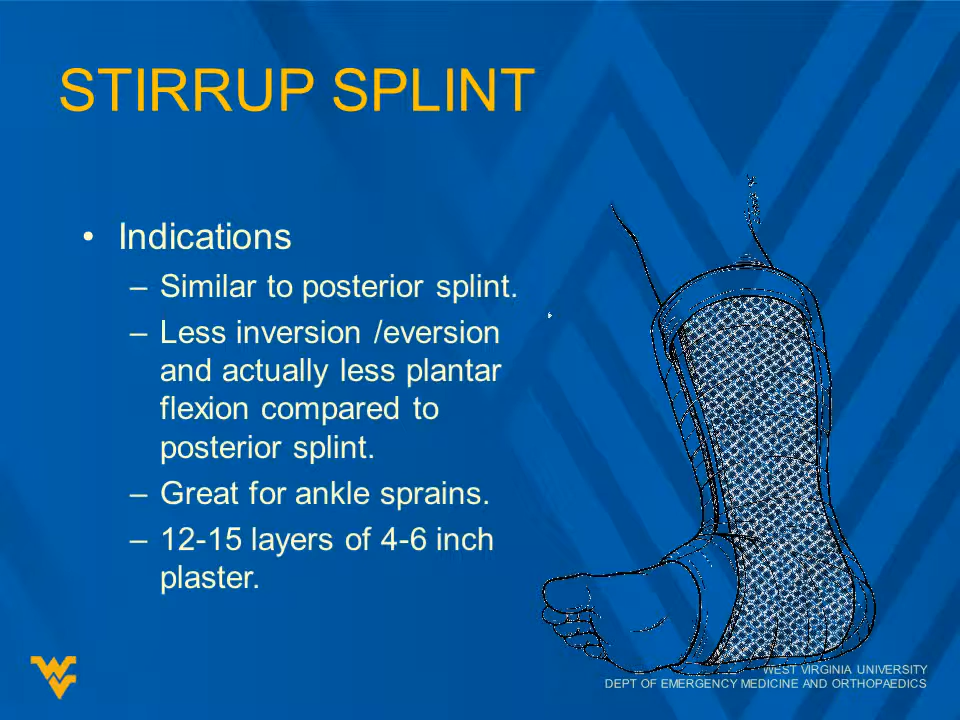 STIRRUP SPLINT
• Indications
– Similar to posterior splint.
– Less inversion /eversion
and actually less plantar
flexion compared to
posterior splint.
– Great for ankle sprains.
– 12-15 layers of 4-6 inch
plaster.
WV
WEST VIRGINIA UNIVERSITY
DEPT OF EMERGENCY MEDICINE AND ORTHOPAEDICS